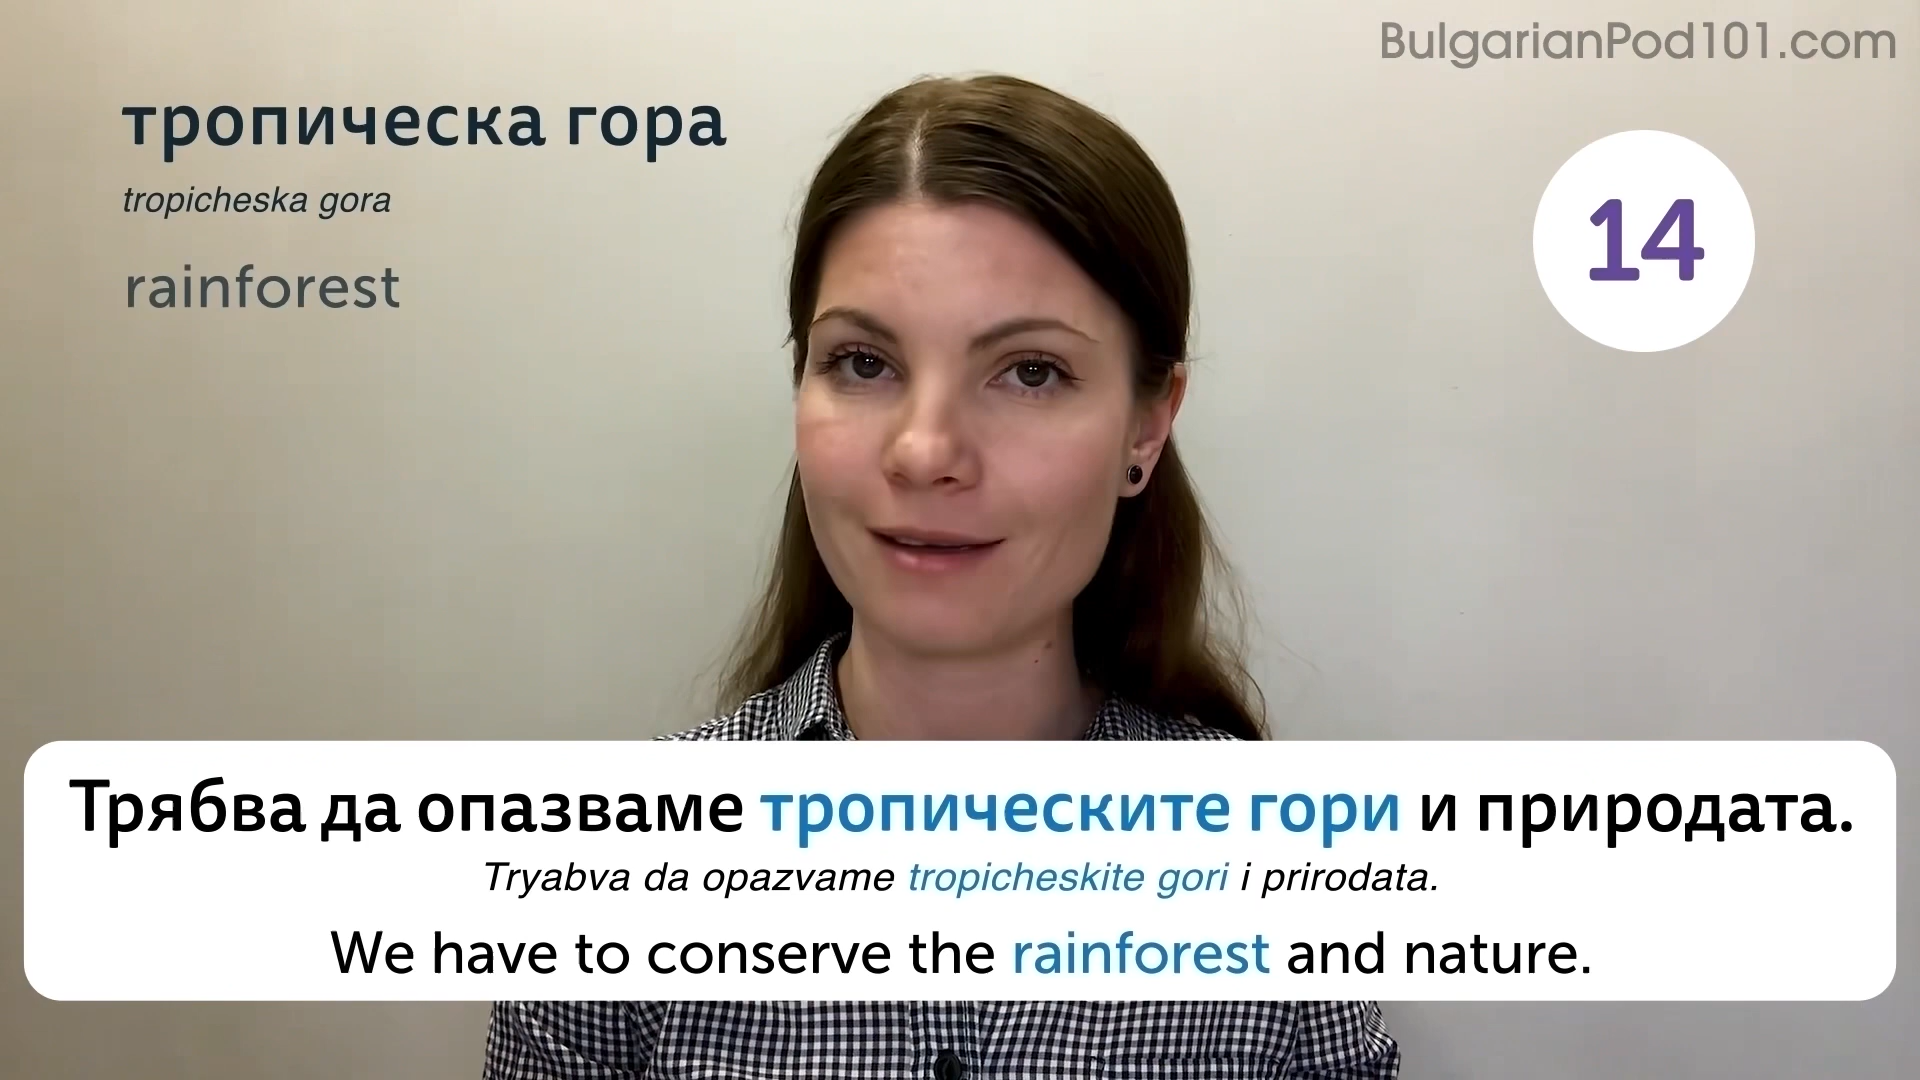 BulgarianPod101.com
тропическа гора
tropicheska gora
rainforest
14
Трябва да опазваме тропическите гори и природата.
Tryabva da opazvame tropicheskite gori i prirodata.
We have to conserve the rainforest and nature.